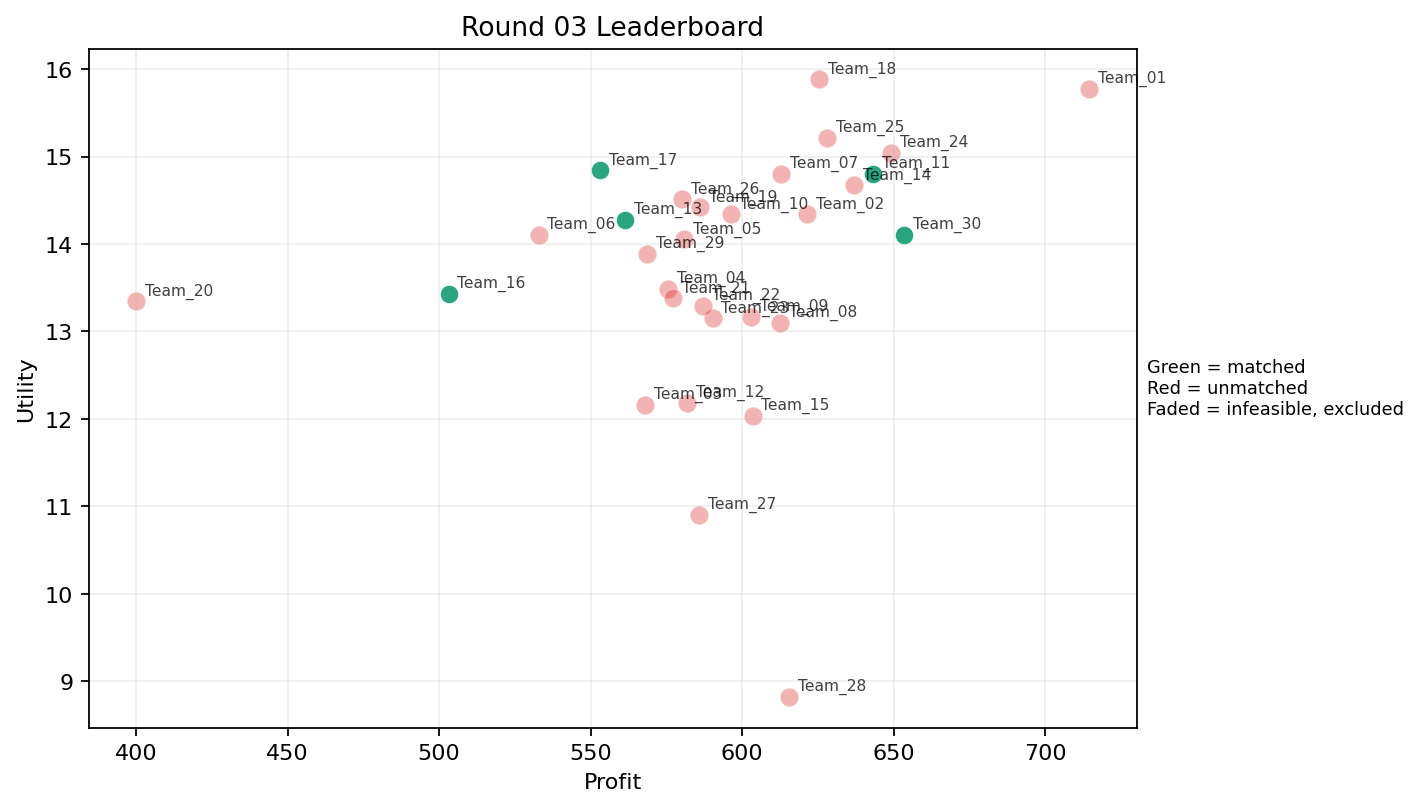 Round 03 Leaderboard
16
15
14
13
12
11
10
9
Utility
Team_18
Team_01
Team_25
Team_24
Team_17
Team_07
Team_11
Team_14
Team_26
Team_19
Team_10
Team_02
Team_13
Team_06
Team_05
Team_30
Team_29
Team_20
Team_16
Team_04
Team_21
Team_22
Team_23
Team_09
Team_08
Team_03
Team_12
Team_15
Team_27
Team_28
400
450
500
550
600
650
700
Profit
Green = matched
Red = unmatched
Faded = infeasible, excluded